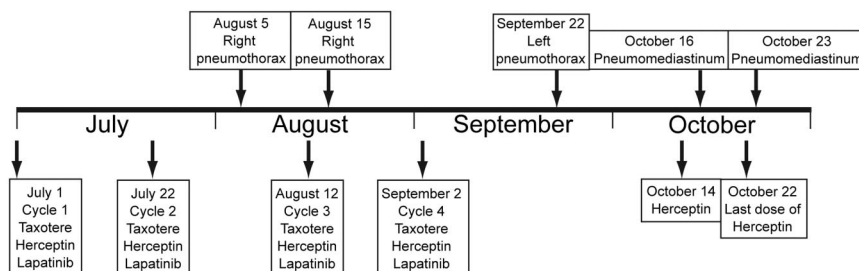 August 5
Right
pneumothorax
August 15
Right
pneumothorax
September 22
Left
pneumothorax
October 16
Pneumomediastinum
October 23
Pneumomediastinum
July
August
September
October
July 1
Cycle 1
Taxotere
Herceptin
Lapatinib
July 22
Cycle 2
Taxotere
Herceptin
Lapatinib
August 12
Cycle 3
Taxotere
Herceptin
Lapatinib
September 2
Cycle 4
Taxotere
Herceptin
Lapatinib
October 14
Herceptin
October 22
Last dose of
Herceptin